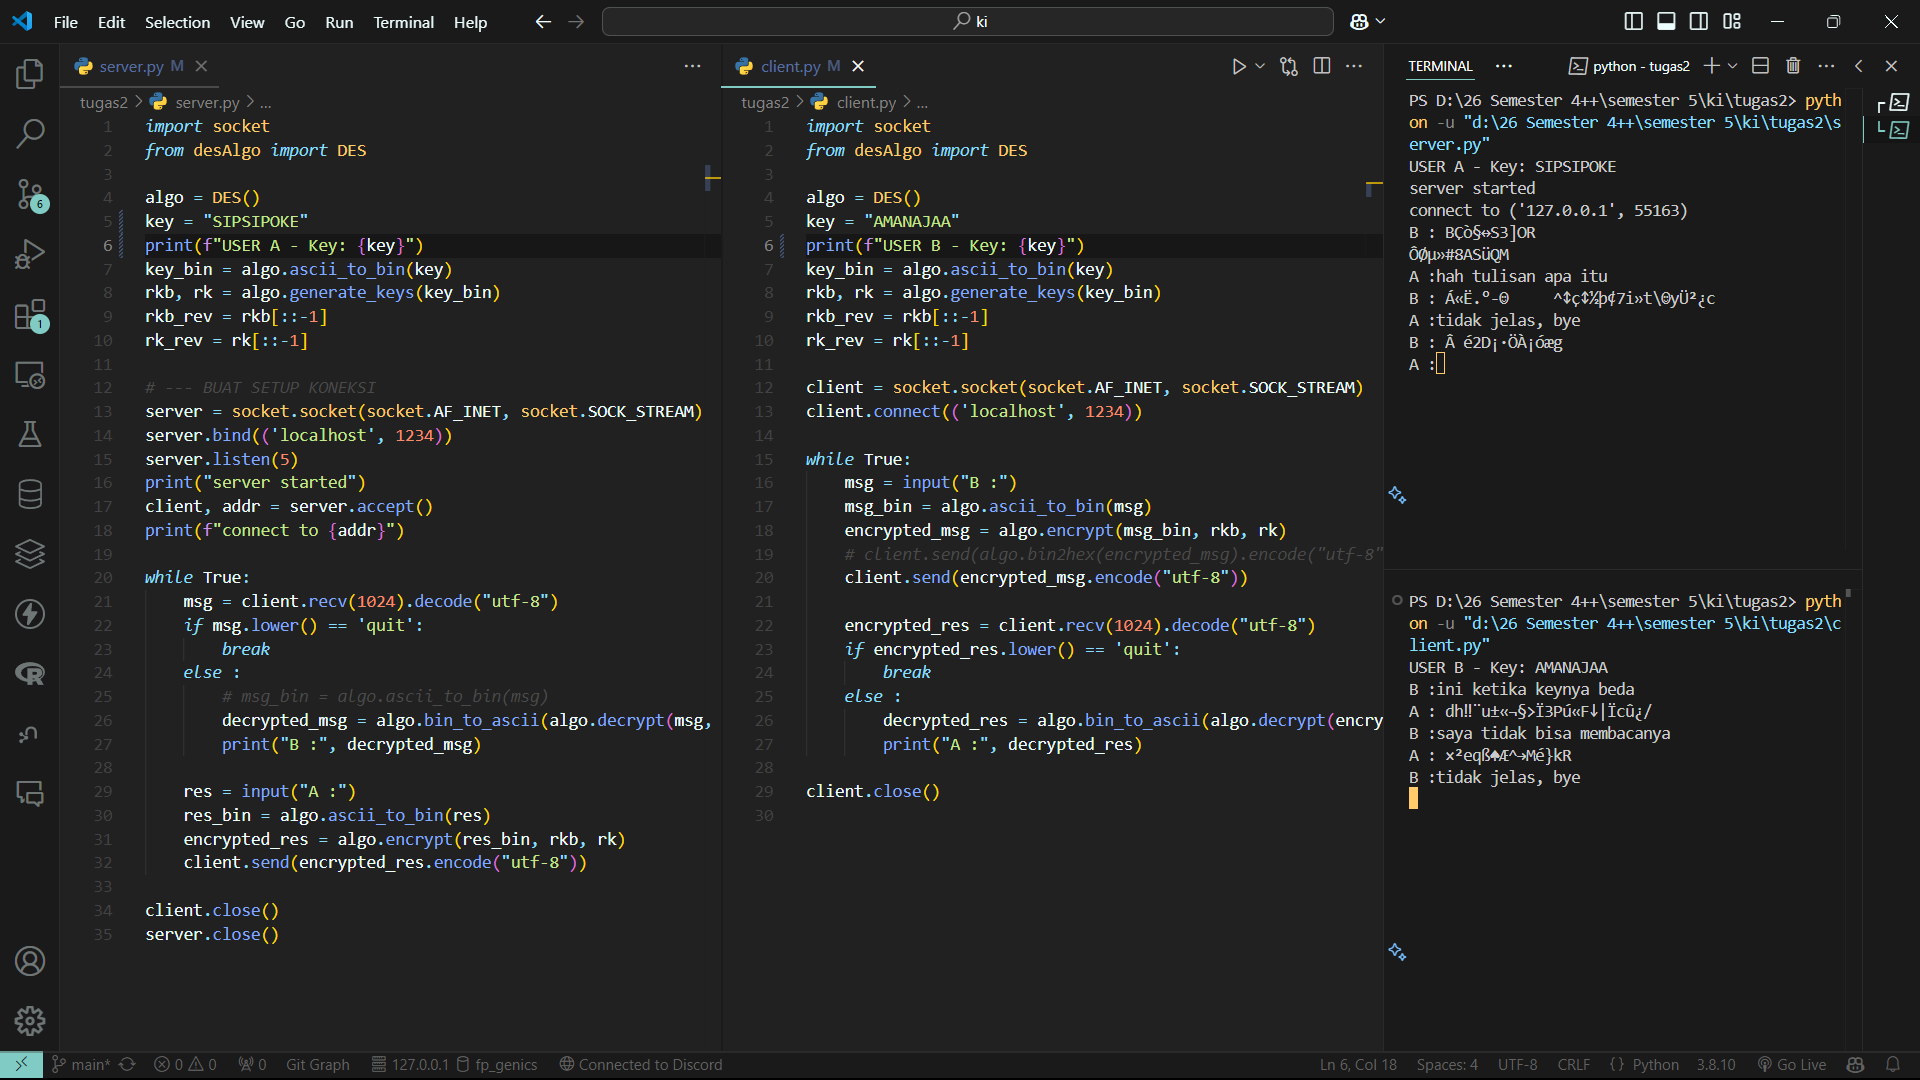 File Edit Selection View Go Run Terminal Help
ki
server.py M
tugas2 > server.py > ...
1 import socket
2 from desAlgo import DES
3
4 algo = DES()
5 key = "SIPSIPOKE"
6 print(f"USER A - Key: {key}")
7 key_bin = algo.ascii_to_bin(key)
8 rkb, rk = algo.generate_keys(key_bin)
9 rkb_rev = rkb[::-1]
10 rk_rev = rk[::-1]
11
12 # --- BUAT SETUP KONEKSI
13 server = socket.socket(socket.AF_INET, socket.SOCK_STREAM)
14 server.bind(('localhost', 1234))
15 server.listen(5)
16 print("server started")
17 client, addr = server.accept()
18 print(f"connect to {addr}")
19
20 while True:
21 msg = client.recv(1024).decode("utf-8")
22 if msg.lower() == 'quit':
23 break
24 else :
25 # msg_bin = algo.ascii_to_bin(msg)
26 decrypted_msg = algo.bin_to_ascii(algo.decrypt(msg,
27 print("B :", decrypted_msg)
28
29 res = input("A :")
30 res_bin = algo.ascii_to_bin(res)
31 encrypted_res = algo.encrypt(res_bin, rkb, rk)
32 client.send(encrypted_res.encode("utf-8"))
33
34 client.close()
35 server.close()
client.py M
tugas2 > client.py > ...
1 import socket
2 from desAlgo import DES
3
4 algo = DES()
5 key = "AMANAJAA"
6 print(f"USER B - Key: {key}")
7 key_bin = algo.ascii_to_bin(key)
8 rkb, rk = algo.generate_keys(key_bin)
9 rkb_rev = rkb[::-1]
10 rk_rev = rk[::-1]
11
12 client = socket.socket(socket.AF_INET, socket.SOCK_STREAM)
13 client.connect(('localhost', 1234))
14
15 while True:
16 msg = input("B :")
17 msg_bin = algo.ascii_to_bin(msg)
18 encrypted_msg = algo.encrypt(msg_bin, rkb, rk)
19 # client.send(algo.bin2hex(encrypted_msg).encode("utf-8"
20 client.send(encrypted_msg.encode("utf-8"))
21
22 encrypted_res = client.recv(1024).decode("utf-8")
23 if encrypted_res.lower() == 'quit':
24 break
25 else :
26 decrypted_res = algo.bin_to_ascii(algo.decrypt(encry
27 print("A :", decrypted_res)
28
29 client.close()
30
TERMINAL
python - tugas2
PS D:\26 Semester 4++\semester 5\ki\tugas2> pyth
on -u "d:\26 Semester 4++\semester 5\ki\tugas2\s
erver.py"
USER A - Key: SIPSIPOKE
server started
connect to ('127.0.0.1', 55163)
B : BÇò§↔S3]OR
ÔØµ»#8ASüQM
A :hah tulisan apa itu
B :
A :tidak jelas, bye
B : Â é2D¡·ÖÀ¡óæg
A :
PS D:\26 Semester 4++\semester 5\ki\tugas2> pyth
on -u "d:\26 Semester 4++\semester 5\ki\tugas2\c
lient.py"
USER B - Key: AMANAJAA
B :ini ketika keynya beda
A : dh‼¨u±«¬§>Ï3Pú«F↓|Ïcû¿/
B :saya tidak bisa membacanya
A : ×²eqß♠Æ^→Mé}kR
B :tidak jelas, bye
6
1
main* 0 0 0 Git Graph 127.0.0.1 fp_genics Connected to Discord
Ln 6, Col 18 Spaces: 4 UTF-8 CRLF {} Python 3.8.10 Go Live